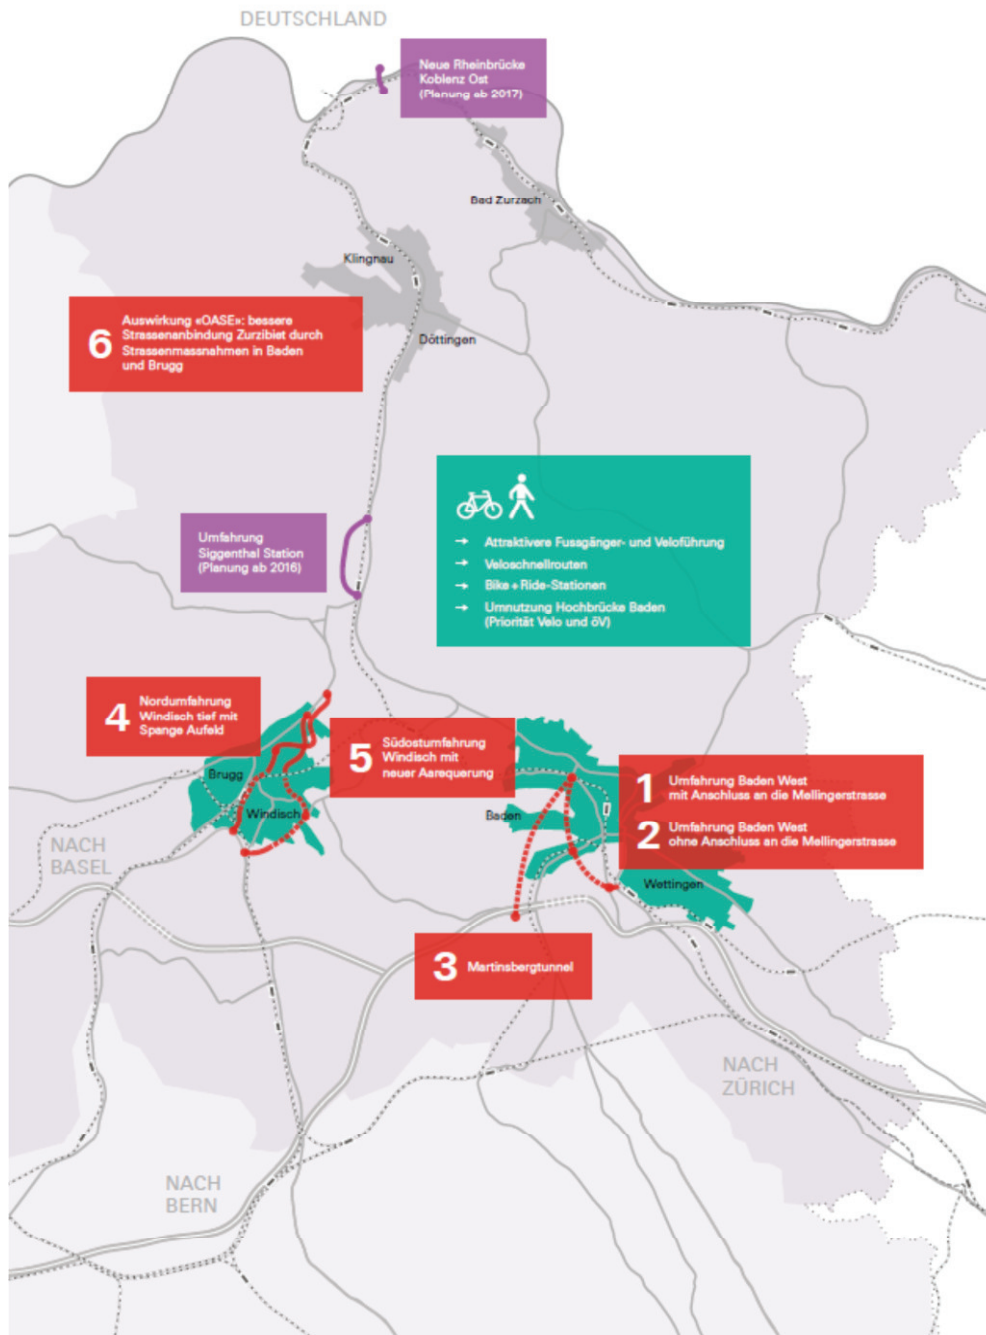 DEUTSCHLAND
Neue Rheinbrücke
Koblenz Ost
(Planung ab 2017)
Bad Zurzach
Klingnau
6
Auswirkung «OASE»: bessere
Strassenanbindung Zurzibiet durch
Strassenmassnahmen in Baden
und Brugg
Döttingen
→ Attraktivere Fussgänger- und Veloführung
→ Veloschnellrouten
→ Bike + Ride-Stationen
→ Umnutzung Hochbrücke Baden
(Priorität Velo und öV)
Umfahrung
Siggenthal Station
(Planung ab 2016)
4
Nordumfahrung
Windisch tief mit
Spange Aufeld
5
Südostumfahrung
Windisch mit
neuer Aarequerung
Brugg
Windisch
Baden
1
Umfahrung Baden West
mit Anschluss an die Mellingerstrasse
2
Umfahrung Baden West
ohne Anschluss an die Mellingerstrasse
NACH
BASEL
Wettingen
3
Martinsbergtunnel
NACH
ZÜRICH
NACH
BERN